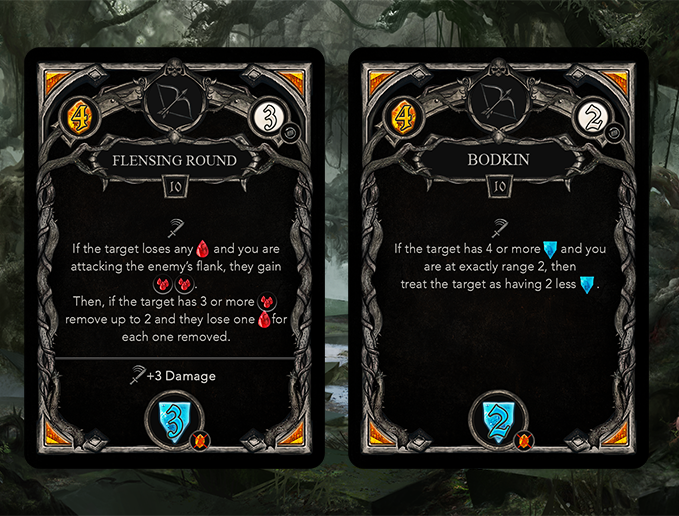 4
3
FLENSING ROUND
10
If the target loses any and you are
attacking the enemy's flank, they gain
.
Then, if the target has 3 or more
remove up to 2 and they lose one for
each one removed.
+3 Damage
3
4
2
BODKIN
10
If the target has 4 or more and you
are at exactly range 2, then
treat the target as having 2 less .
2